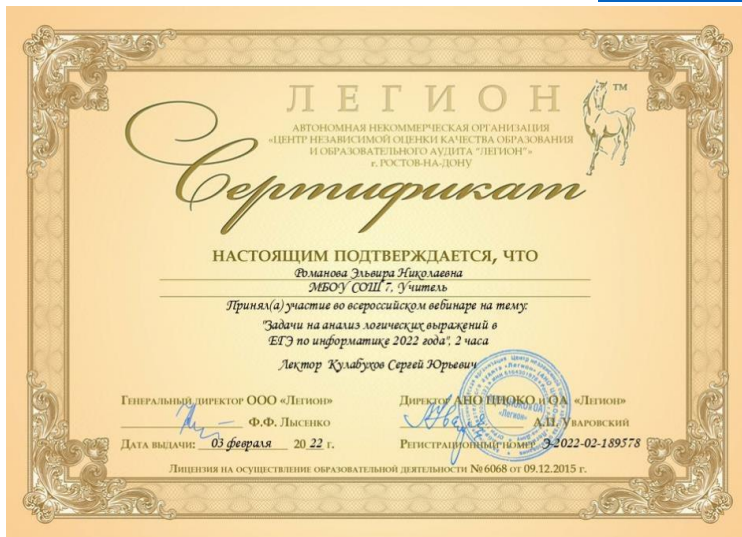 ЛЕГИОН ™
АВТОНОМНАЯ НЕКОММЕРЧЕСКАЯ ОРГАНИЗАЦИЯ
«ЦЕНТР НЕЗАВИСИМОЙ ОЦЕНКИ КАЧЕСТВА ОБРАЗОВАНИЯ
И ОБРАЗОВАТЕЛЬНОГО АУДИТА "ЛЕГИОН"»
г. РОСТОВ-НА-ДОНУ
Сертификат
НАСТОЯЩИМ ПОДТВЕРЖДАЕТСЯ, ЧТО
Романова Эльвира Николаевна
МБОУ СОШ 7, Учитель
Принял(а) участие во всероссийском вебинаре на тему:
"Задачи на анализ логических выражений в
ЕГЭ по информатике 2022 года", 2 часа
Лектор Кулабухов Сергей Юрьевич
ГЕНЕРАЛЬНЫЙ ДИРЕКТОР ООО «ЛЕГИОН»
Ф.Ф. ЛЫСЕНКО
ДИРЕКТОР АНО ЦНОКО и ОА «ЛЕГИОН»
УВАРОВСКИЙ
«Легион»
ДАТА ВЫДАЧИ: 03 февраля 20 22 г.
РЕГИСТРАЦИОННЫЙ НОМЕР Э-2022-02-189578
ЛИЦЕНЗИЯ НА ОСУЩЕСТВЛЕНИЕ ОБРАЗОВАТЕЛЬНОЙ ДЕЯТЕЛЬНОСТИ № 6068 ОТ 09.12.2015 г.